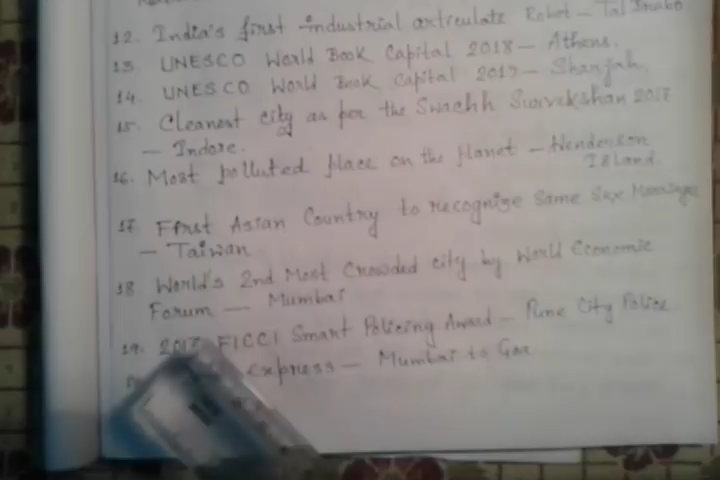 12. India's first industrial articulate Robot - Tal Brabo
13. UNESCO World Book Capital 2018 - Athens.
14. UNESCO World Book Capital 2019 - Sharjah.
15. Cleanest city as per the Swachh Survekshan 2017
- Indore.
16. Most polluted place on the planet - Henderson
Island.
17. First Asian Country to recognize Same Sex Marriage
- Taiwan
18. World's 2nd Most Crowded city by World Economic
Forum - Mumbai
19. 2017 FICCI Smart Policing Award - Pune City Police
express - Mumbai to Goa